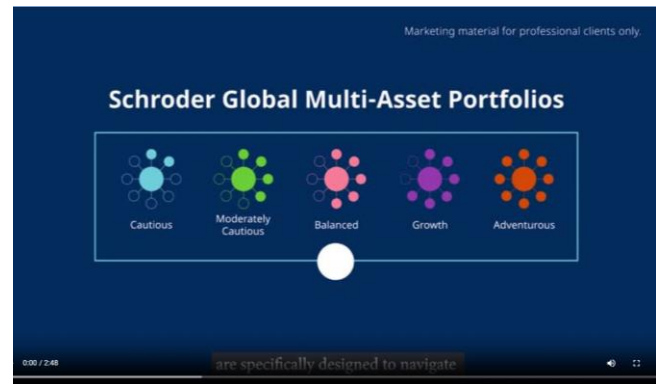 Marketing material for professional clients only.
Schroder Global Multi-Asset Portfolios
Cautious
Moderately
Cautious
Balanced
Growth
Adventurous
0:00 / 2:48
are specifically designed to navigate